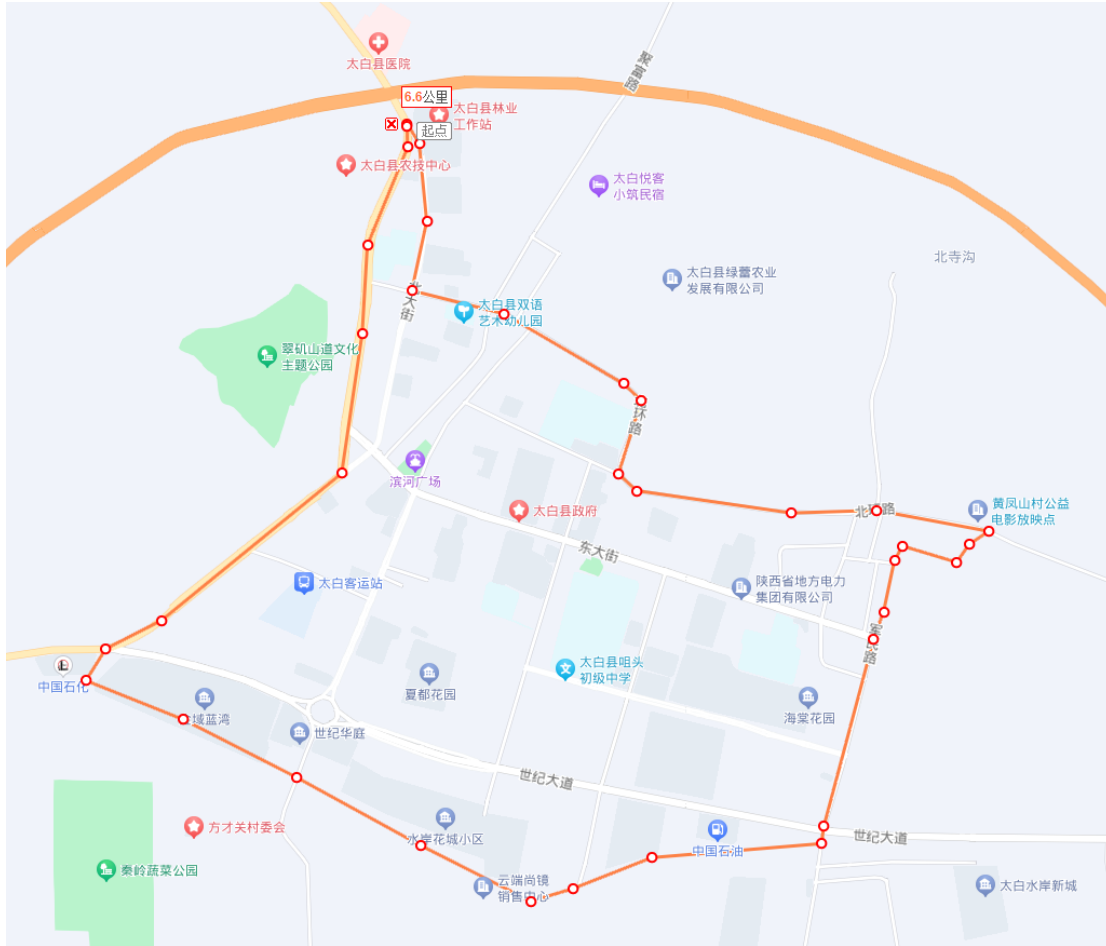 太白县医院
聚富路
6.6公里
太白县林业
工作站
起点
太白县农技中心
太白悦客
小筑民宿
北寺沟
太白县绿蕾农业
发展有限公司
北大街
太白县双语
艺术幼儿园
翠矶山道文化
主题公园
环路
滨河广场
太白县政府
北环路
黄凤山村公益
电影放映点
东大街
太白客运站
陕西省地方电力
集团有限公司
太白县咀头
初级中学
中国石化
夏都花园
域蓝湾
海棠花园
世纪华庭
世纪大道
世纪大道
方才关村委会
水岸花城小区
中国石油
秦岭蔬菜公园
云端尚镜
销售中心
太白水岸新城